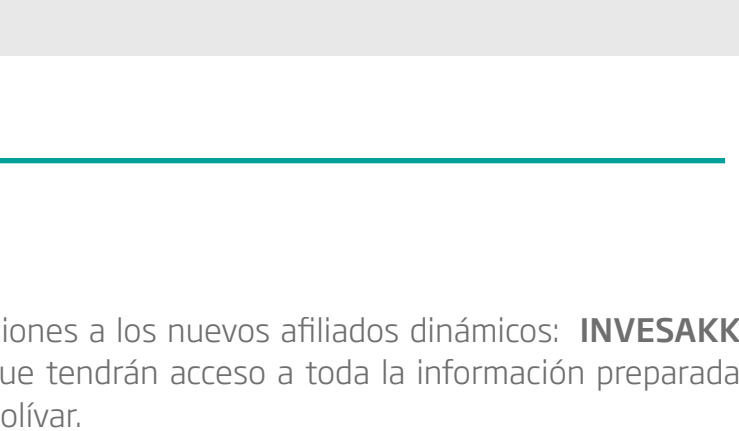 iones a los nuevos afiliados dinámicos: INVESAKK
ue tendrán acceso a toda la información preparada
olívar.